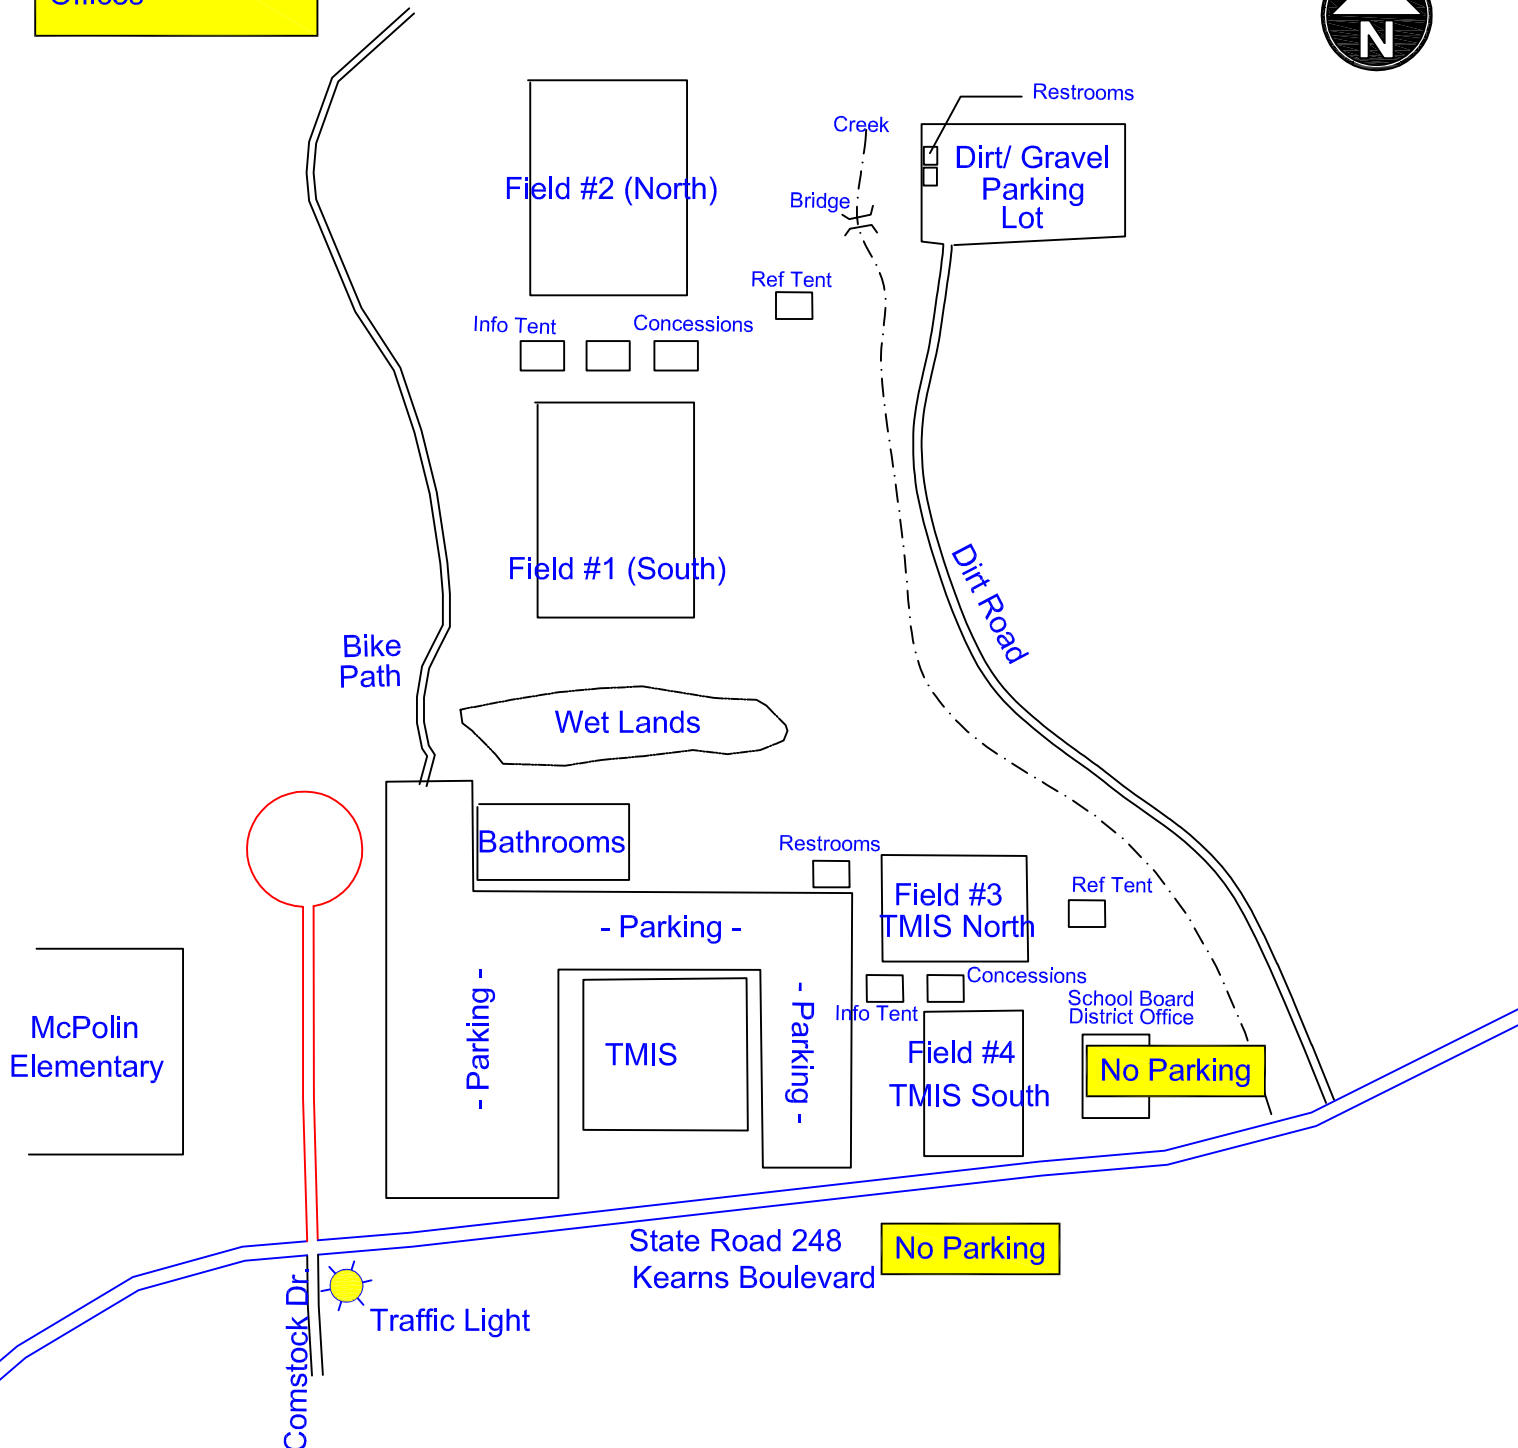 Offices
N
Restrooms
Creek
Dirt/ Gravel
Parking
Lot
Field #2 (North)
Bridge
Ref Tent
Info Tent
Concessions
Field #1 (South)
Dirt Road
Bike
Path
Wet Lands
Bathrooms
Restrooms
Field #3
TMIS North
Ref Tent
- Parking -
- Parking -
- Parking -
Concessions
Info Tent
School Board
District Office
McPolin
Elementary
TMIS
Field #4
TMIS South
No Parking
State Road 248
Kearns Boulevard
No Parking
Comstock Dr.
Traffic Light